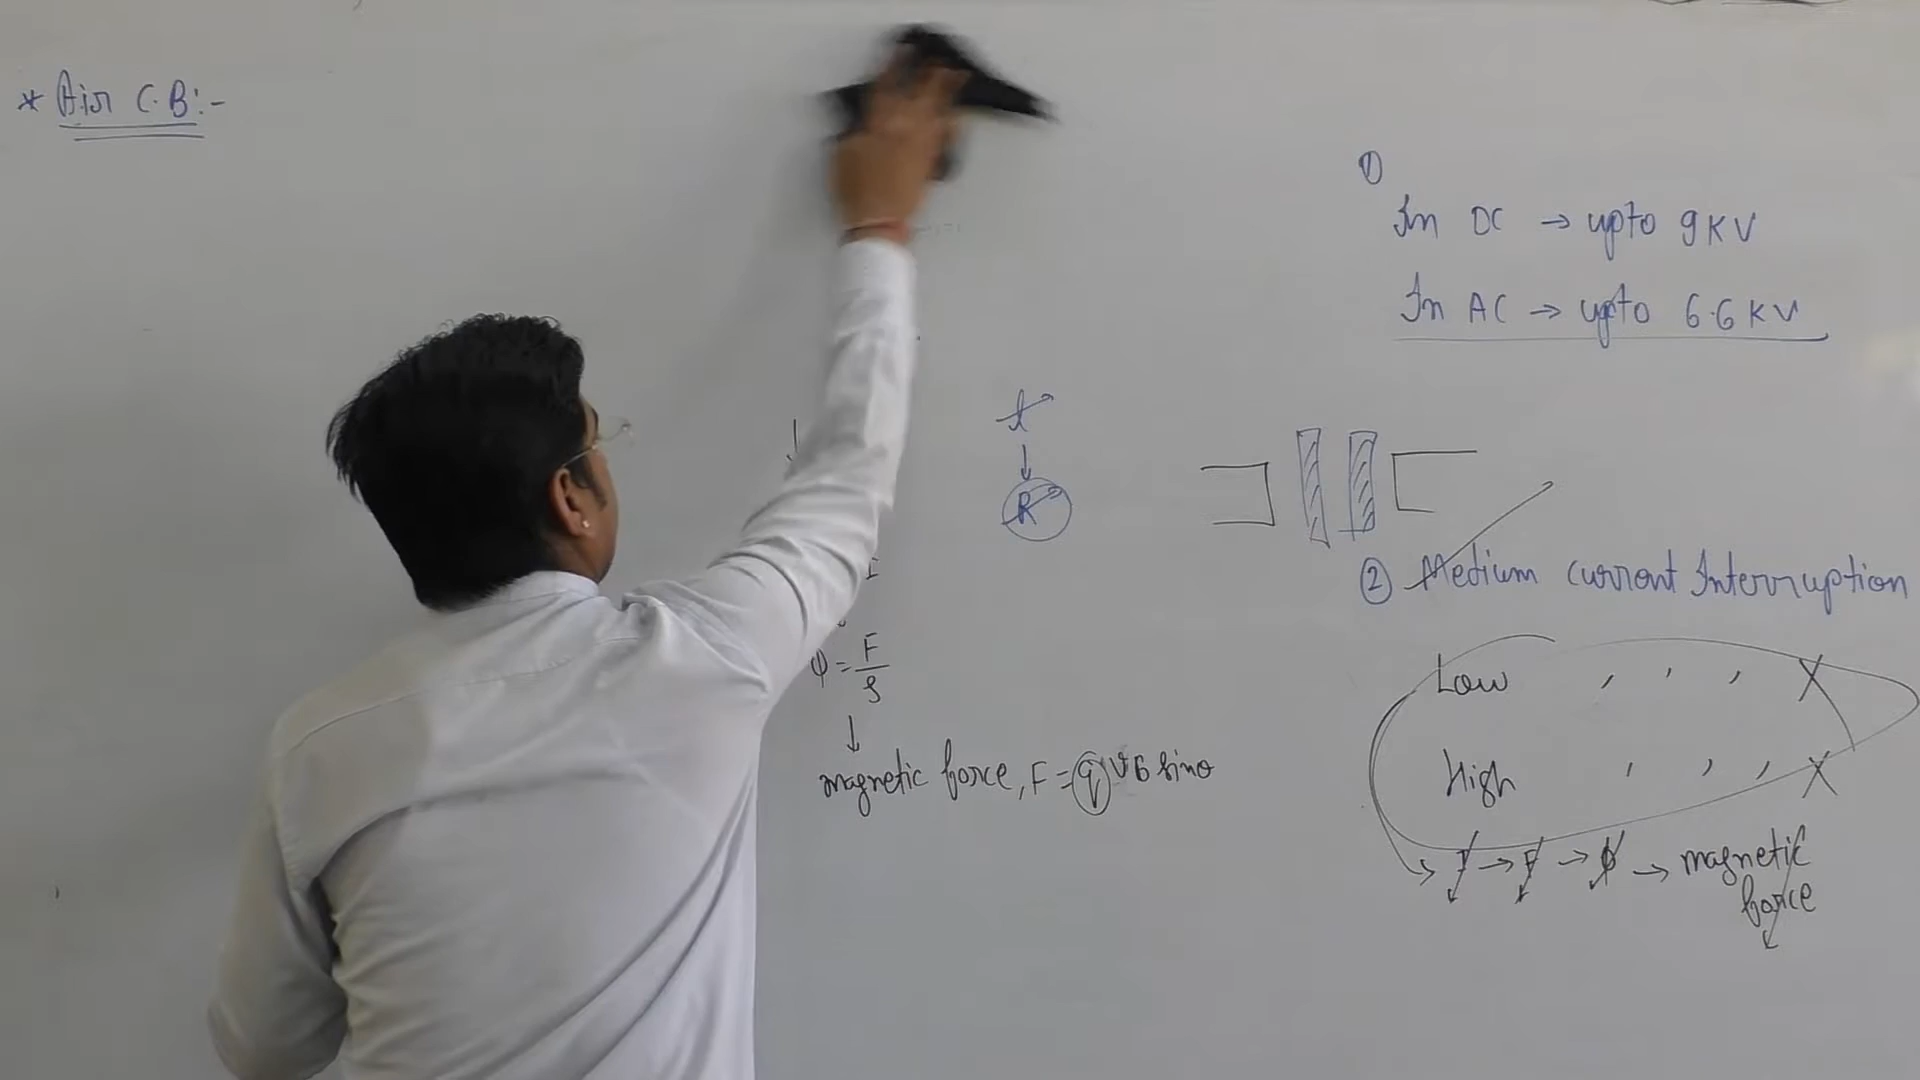 * Air C.B:-
①
In DC → upto 9KV
In AC → upto 6.6KV
l
↓
R
② Medium Current Interruption
Low , , , X
High , , , X
φ = F/S
↓
magnetic force, F = qvB sinθ
→ I → F → φ → magnetic
force